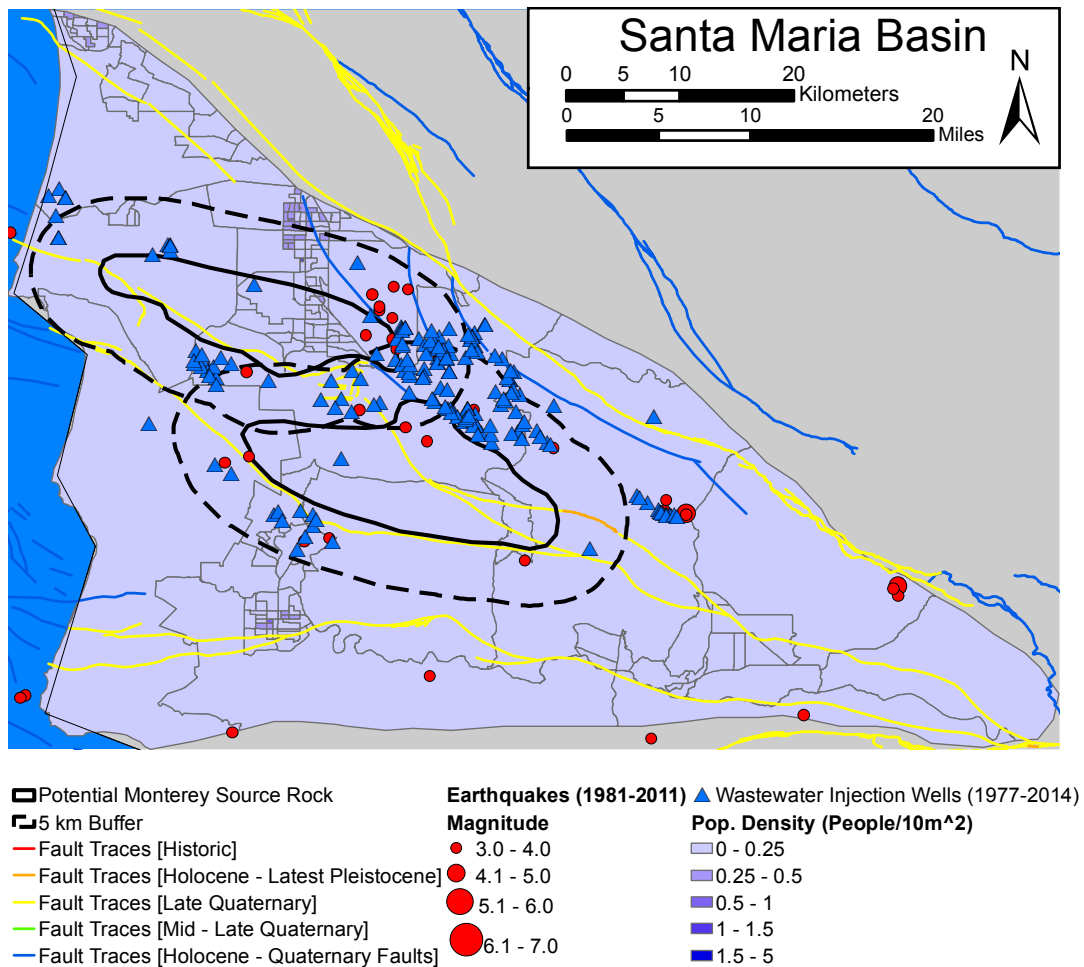 Santa Maria Basin
N
0 5 10 20
Kilometers
0 5 10 20
Miles
Potential Monterey Source Rock
5 km Buffer
Fault Traces [Historic]
Fault Traces [Holocene - Latest Pleistocene]
Fault Traces [Late Quaternary]
Fault Traces [Mid - Late Quaternary]
Fault Traces [Holocene - Quaternary Faults]
Earthquakes (1981-2011)
Magnitude
3.0 - 4.0
4.1 - 5.0
5.1 - 6.0
6.1 - 7.0
Wastewater Injection Wells (1977-2014)
Pop. Density (People/10m^2)
0 - 0.25
0.25 - 0.5
0.5 - 1
1 - 1.5
1.5 - 5